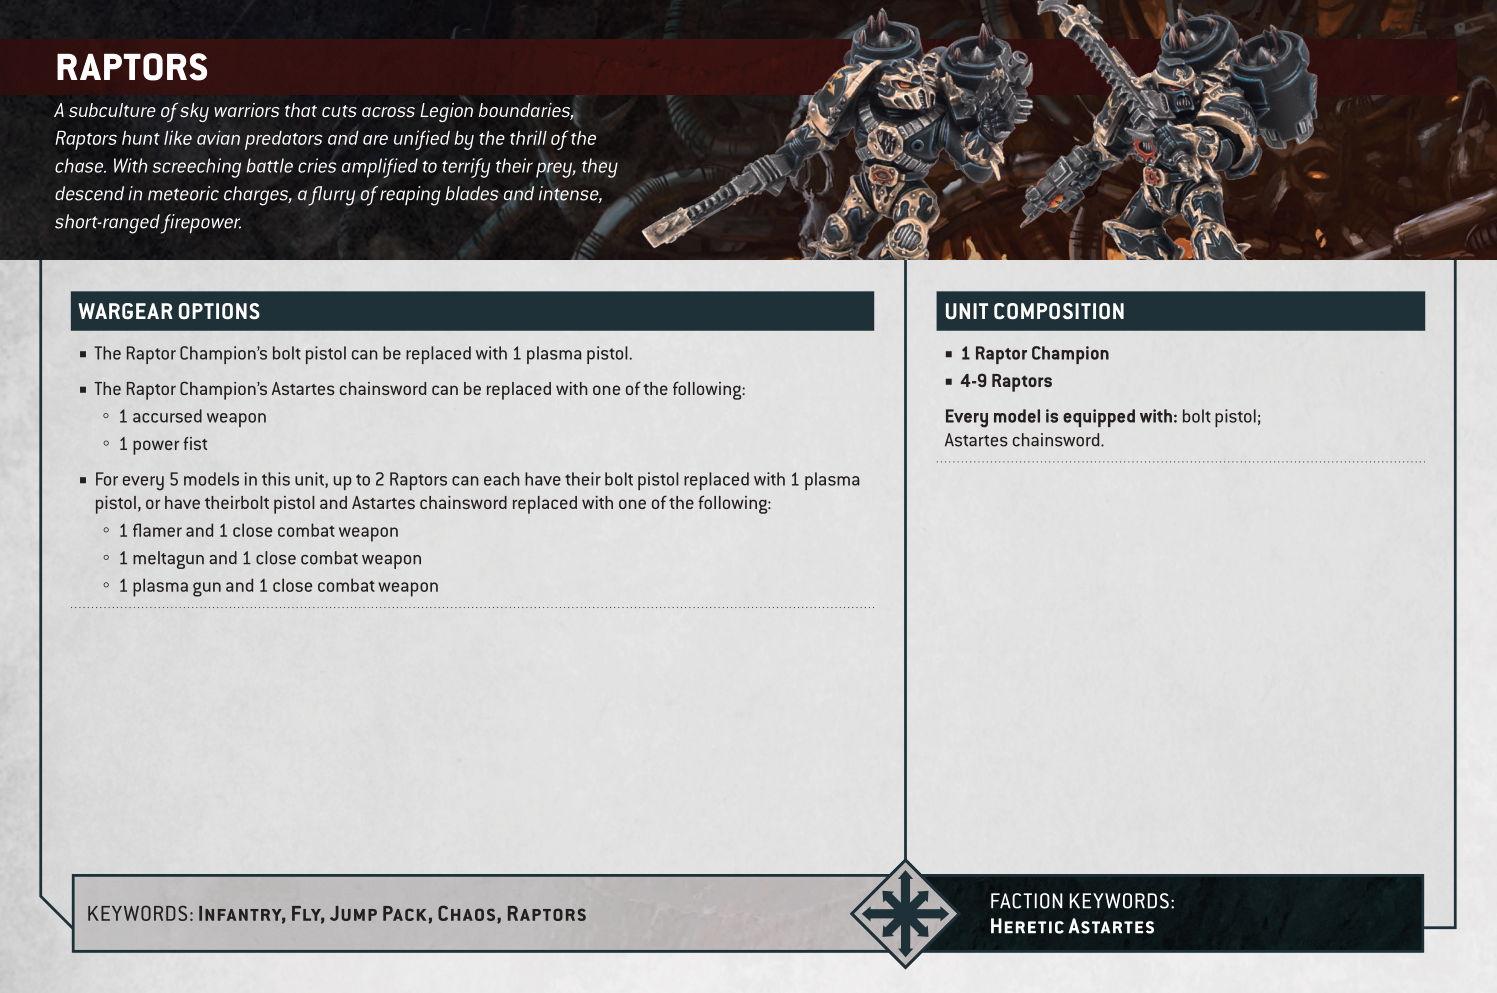 RAPTORS
A subculture of sky warriors that cuts across Legion boundaries,
Raptors hunt like avian predators and are unified by the thrill of the
chase. With screeching battle cries amplified to terrify their prey, they
descend in meteoric charges, a flurry of reaping blades and intense,
short-ranged firepower.
WARGEAR OPTIONS
■ The Raptor Champion's bolt pistol can be replaced with 1 plasma pistol.
■ The Raptor Champion's Astartes chainsword can be replaced with one of the following:
◦ 1 accursed weapon
◦ 1 power fist
■ For every 5 models in this unit, up to 2 Raptors can each have their bolt pistol replaced with 1 plasma
pistol, or have theirbolt pistol and Astartes chainsword replaced with one of the following:
◦ 1 flamer and 1 close combat weapon
◦ 1 meltagun and 1 close combat weapon
◦ 1 plasma gun and 1 close combat weapon
UNIT COMPOSITION
■ 1 Raptor Champion
■ 4-9 Raptors
Every model is equipped with: bolt pistol;
Astartes chainsword.
KEYWORDS: INFANTRY, FLY, JUMP PACK, CHAOS, RAPTORS
FACTION KEYWORDS:
HERETIC ASTARTES